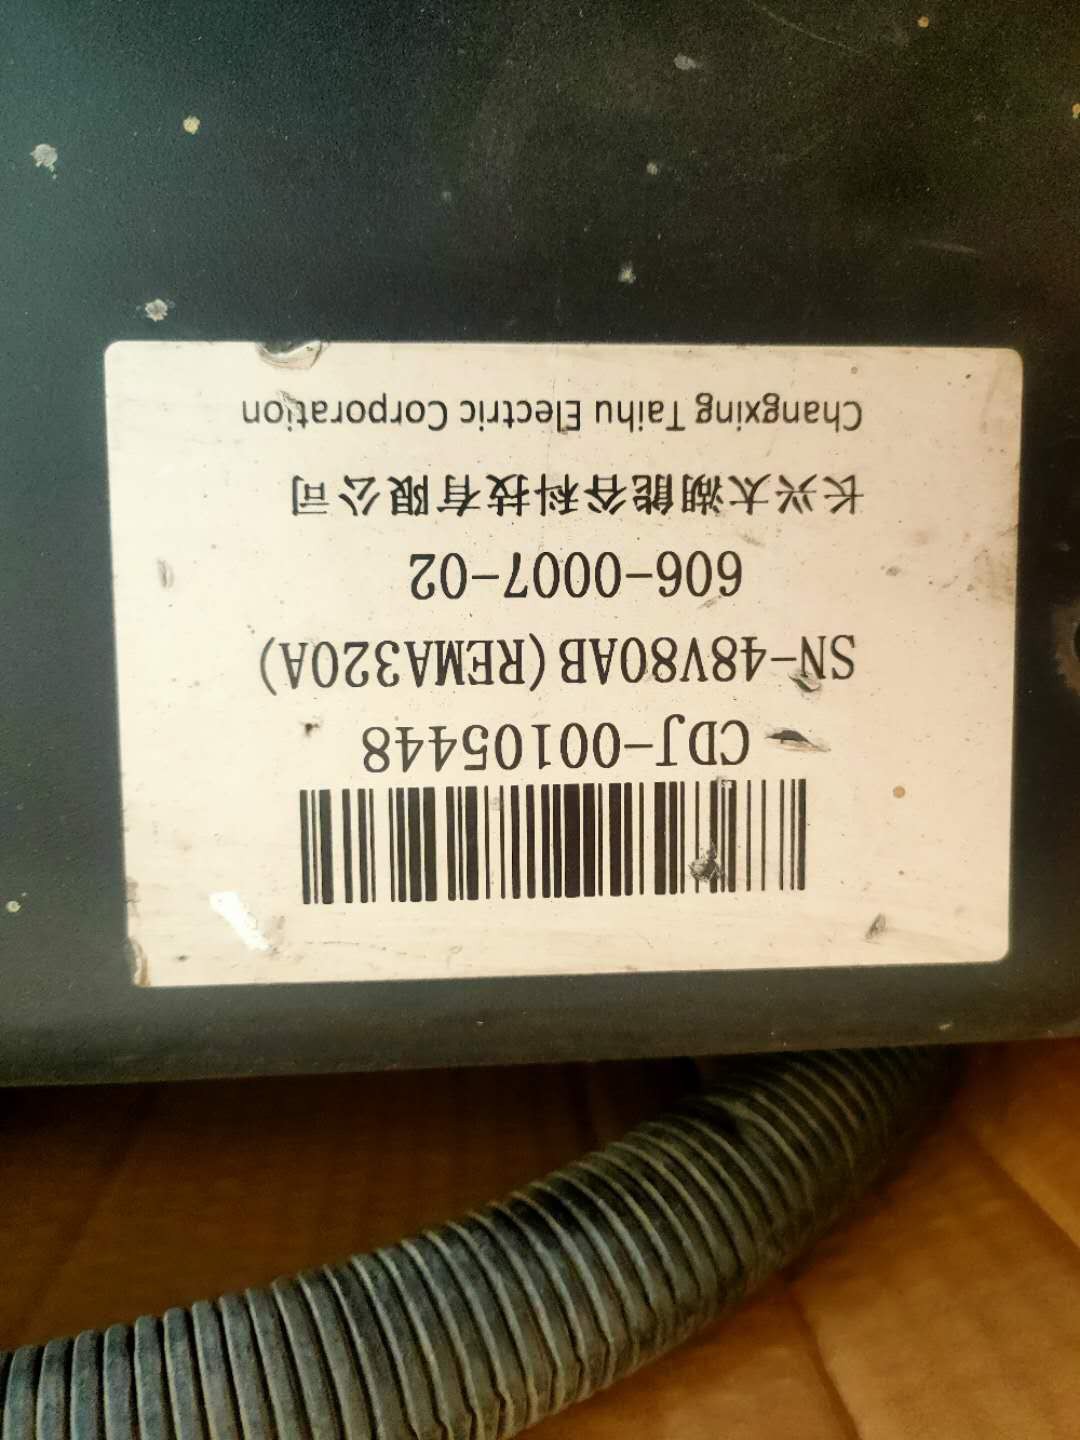 CDJ-00105448
SN-48V80AB(REMA320A)
606-0007-02
长兴太湖能谷科技有限公司
Changxing Taihu Electric Corporation